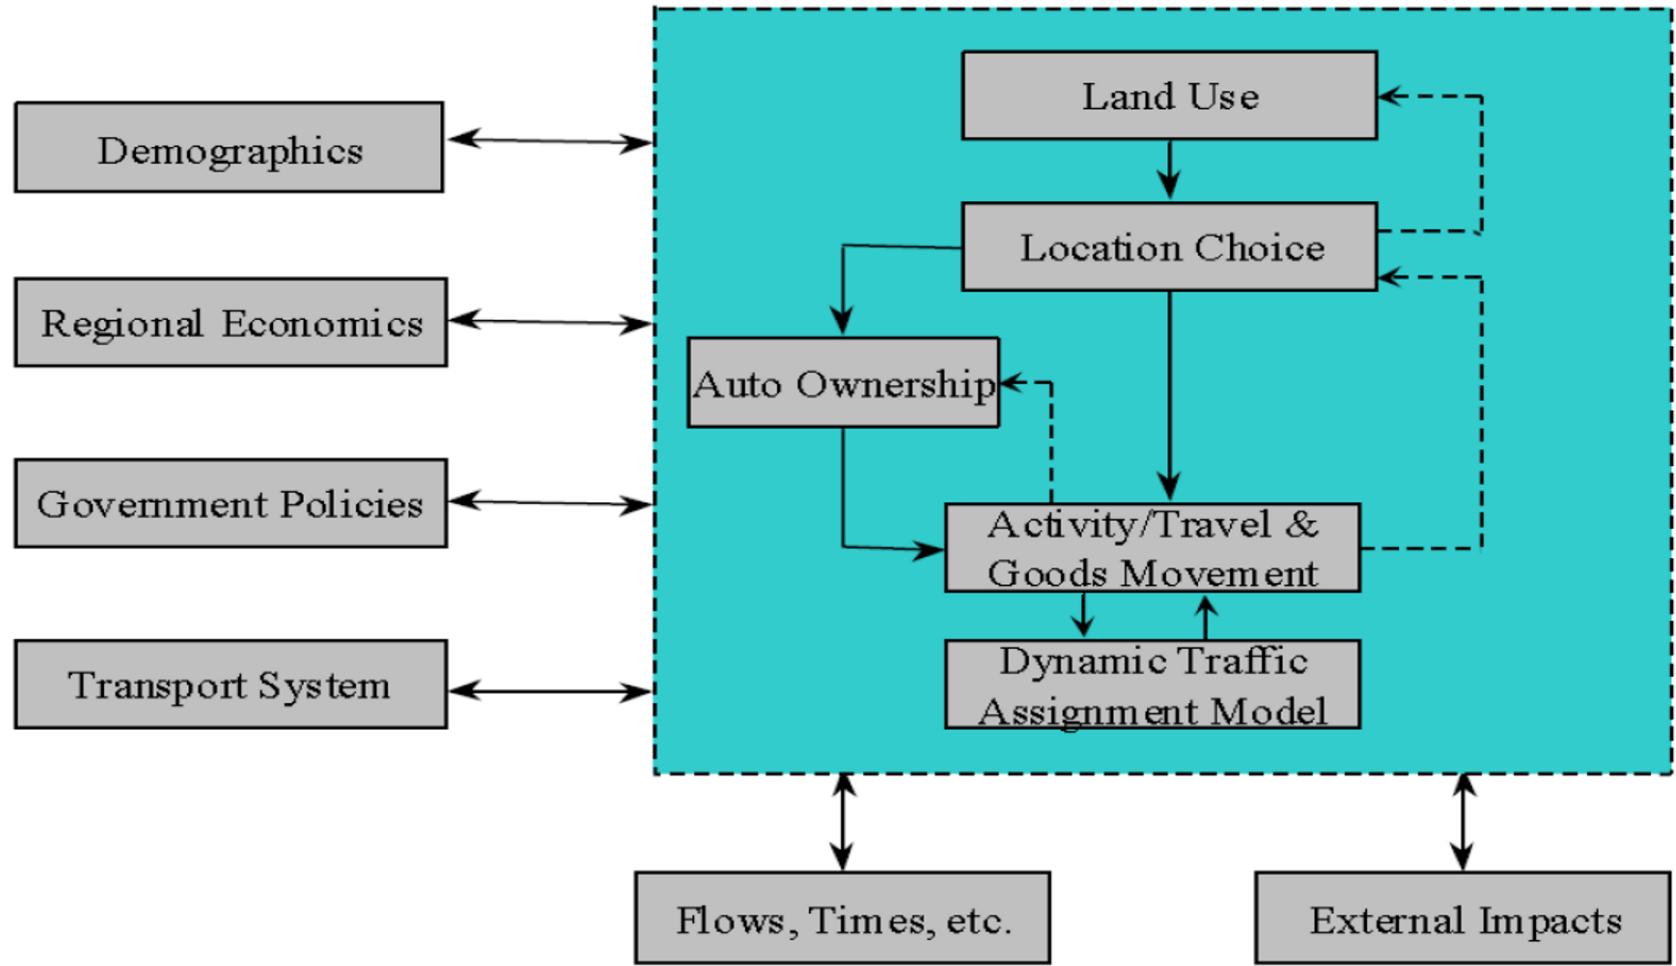 Demographics
Regional Economics
Government Policies
Transport System
Land Use
Location Choice
Auto Ownership
Activity/Travel &
Goods Movement
Dynamic Traffic
Assignment Model
Flows, Times, etc.
External Impacts